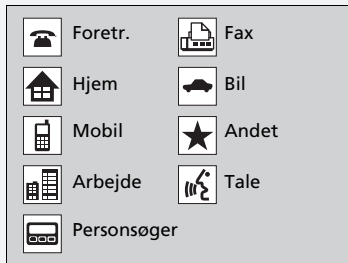 Foretr.
Fax
Hjem
Bil
Mobil
Andet
Arbejde
Tale
Personsøger